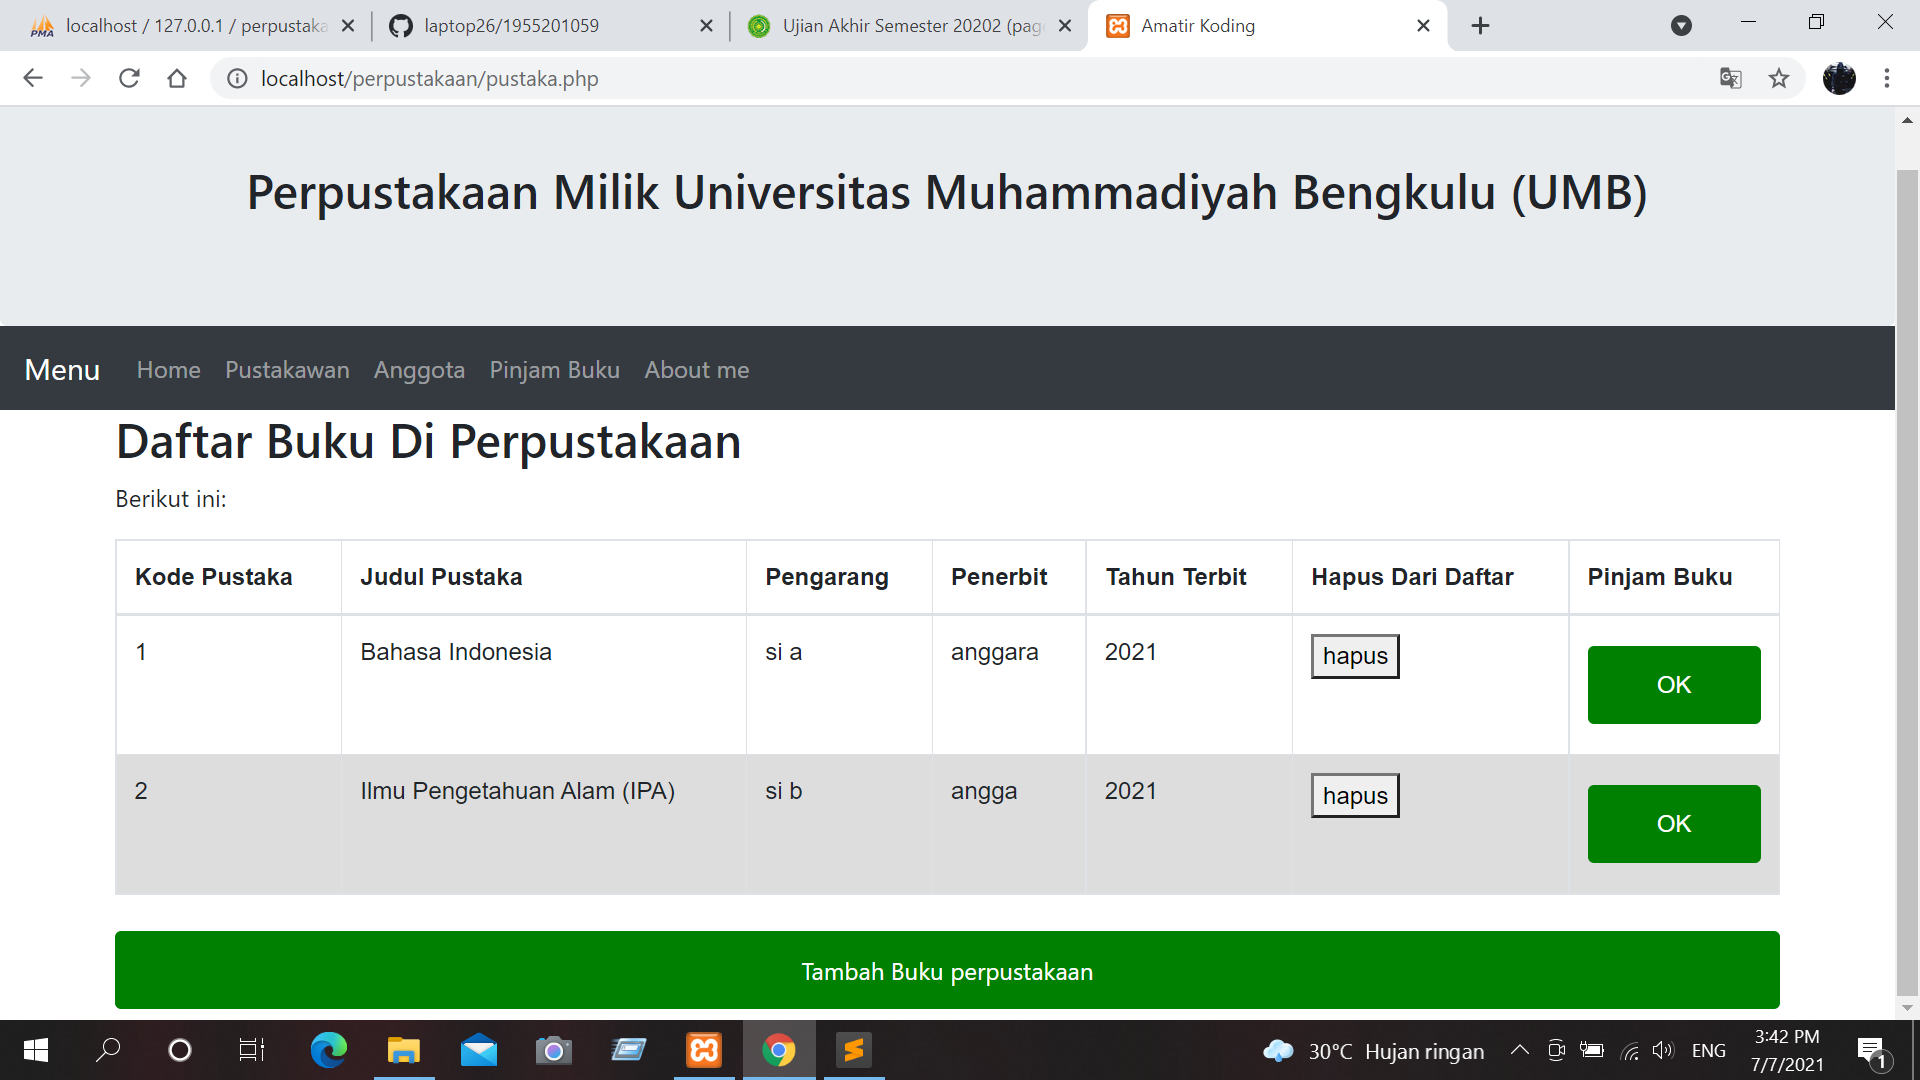 localhost / 127.0.0.1 / perpustaka
laptop26/1955201059
Ujian Akhir Semester 20202 (page
Amatir Koding
localhost/perpustakaan/pustaka.php
Perpustakaan Milik Universitas Muhammadiyah Bengkulu (UMB)
Menu Home Pustakawan Anggota Pinjam Buku About me
Daftar Buku Di Perpustakaan
Berikut ini:
Kode Pustaka Judul Pustaka Pengarang Penerbit Tahun Terbit Hapus Dari Daftar Pinjam Buku
1 Bahasa Indonesia si a anggara 2021 hapus OK
2 Ilmu Pengetahuan Alam (IPA) si b angga 2021 hapus OK
Tambah Buku perpustakaan
30°C Hujan ringan ENG 3:42 PM
7/7/2021 1